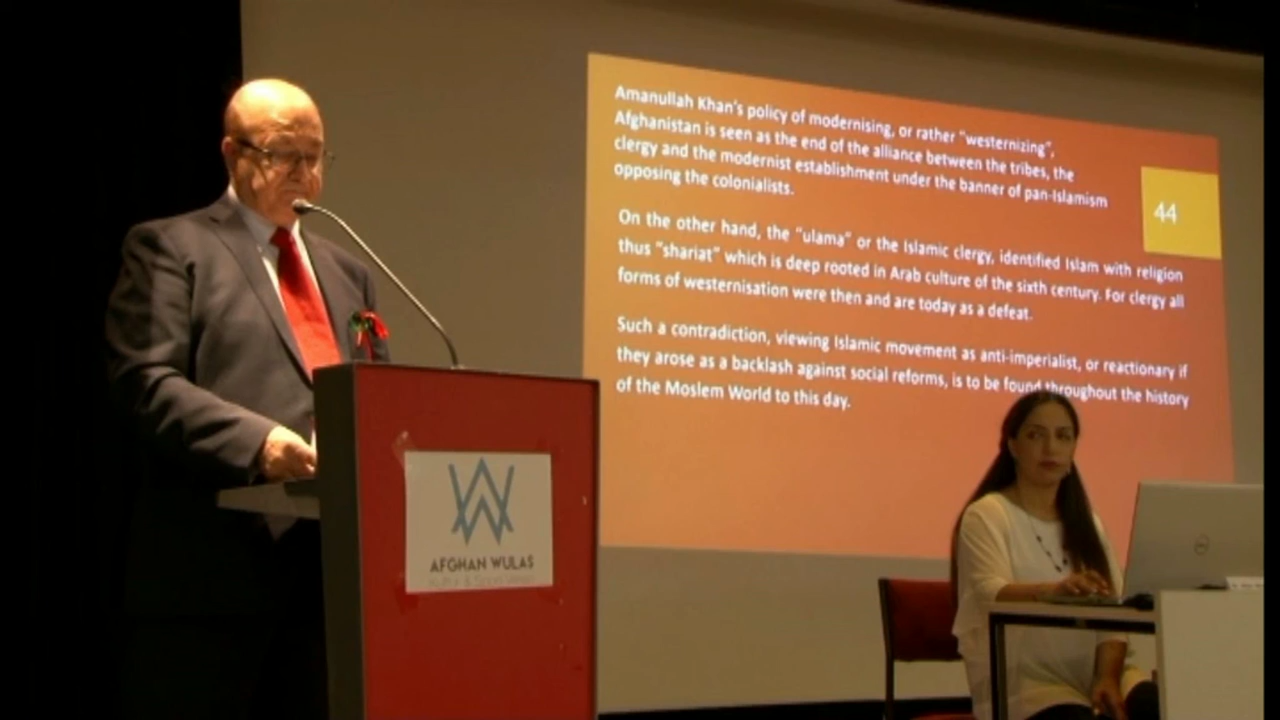 Amanullah Khan's policy of modernising, or rather "westernizing",
Afghanistan is seen as the end of the alliance between the tribes, the
clergy and the modernist establishment under the banner of pan-Islamism
opposing the colonialists.
44
On the other hand, the "ulama" or the Islamic clergy, identified Islam with religion
thus "shariat" which is deep rooted in Arab culture of the sixth century. For clergy all
forms of westernisation were then and are today as a defeat.
Such a contradiction, viewing Islamic movement as anti-imperialist, or reactionary if
they arose as a backlash against social reforms, is to be found throughout the history
of the Moslem World to this day.
AFGHAN WULAS